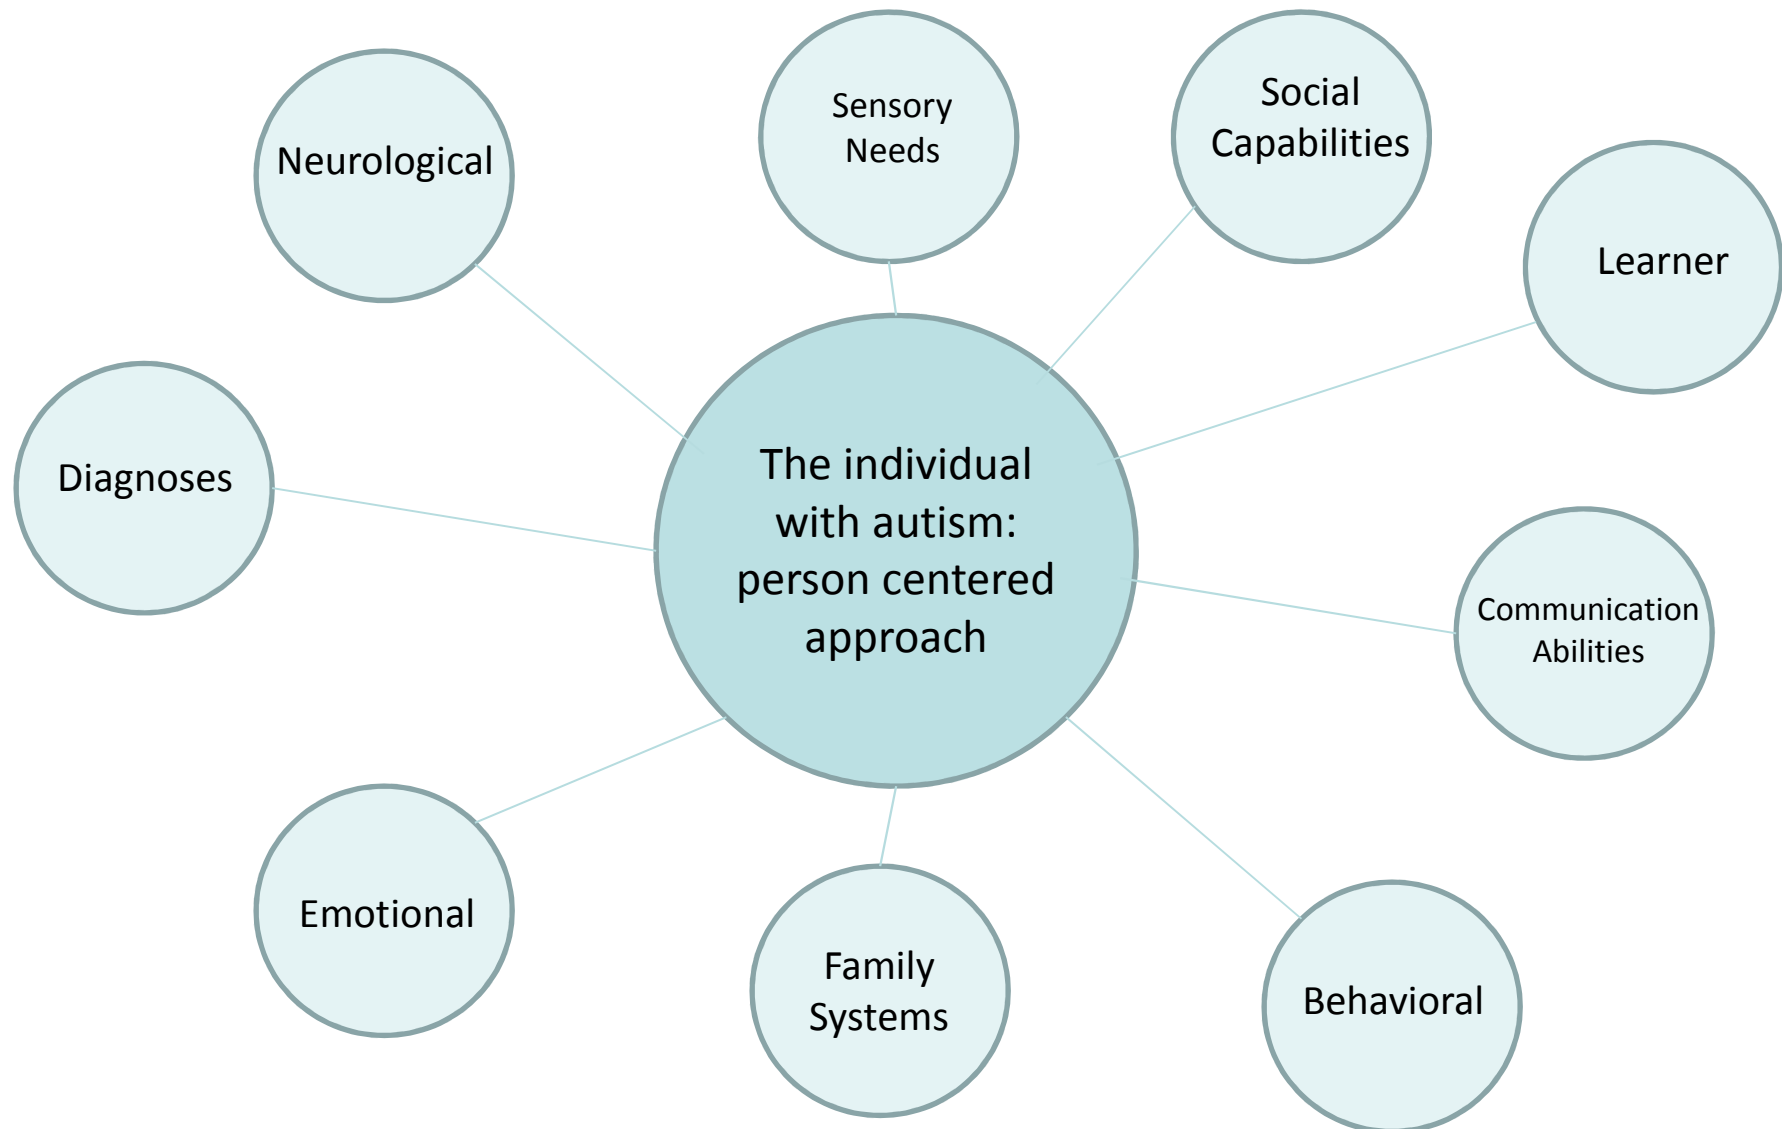 Neurological
Sensory
Needs
Social
Capabilities
Learner
Diagnoses
The individual
with autism:
person centered
approach
Communication
Abilities
Emotional
Family
Systems
Behavioral